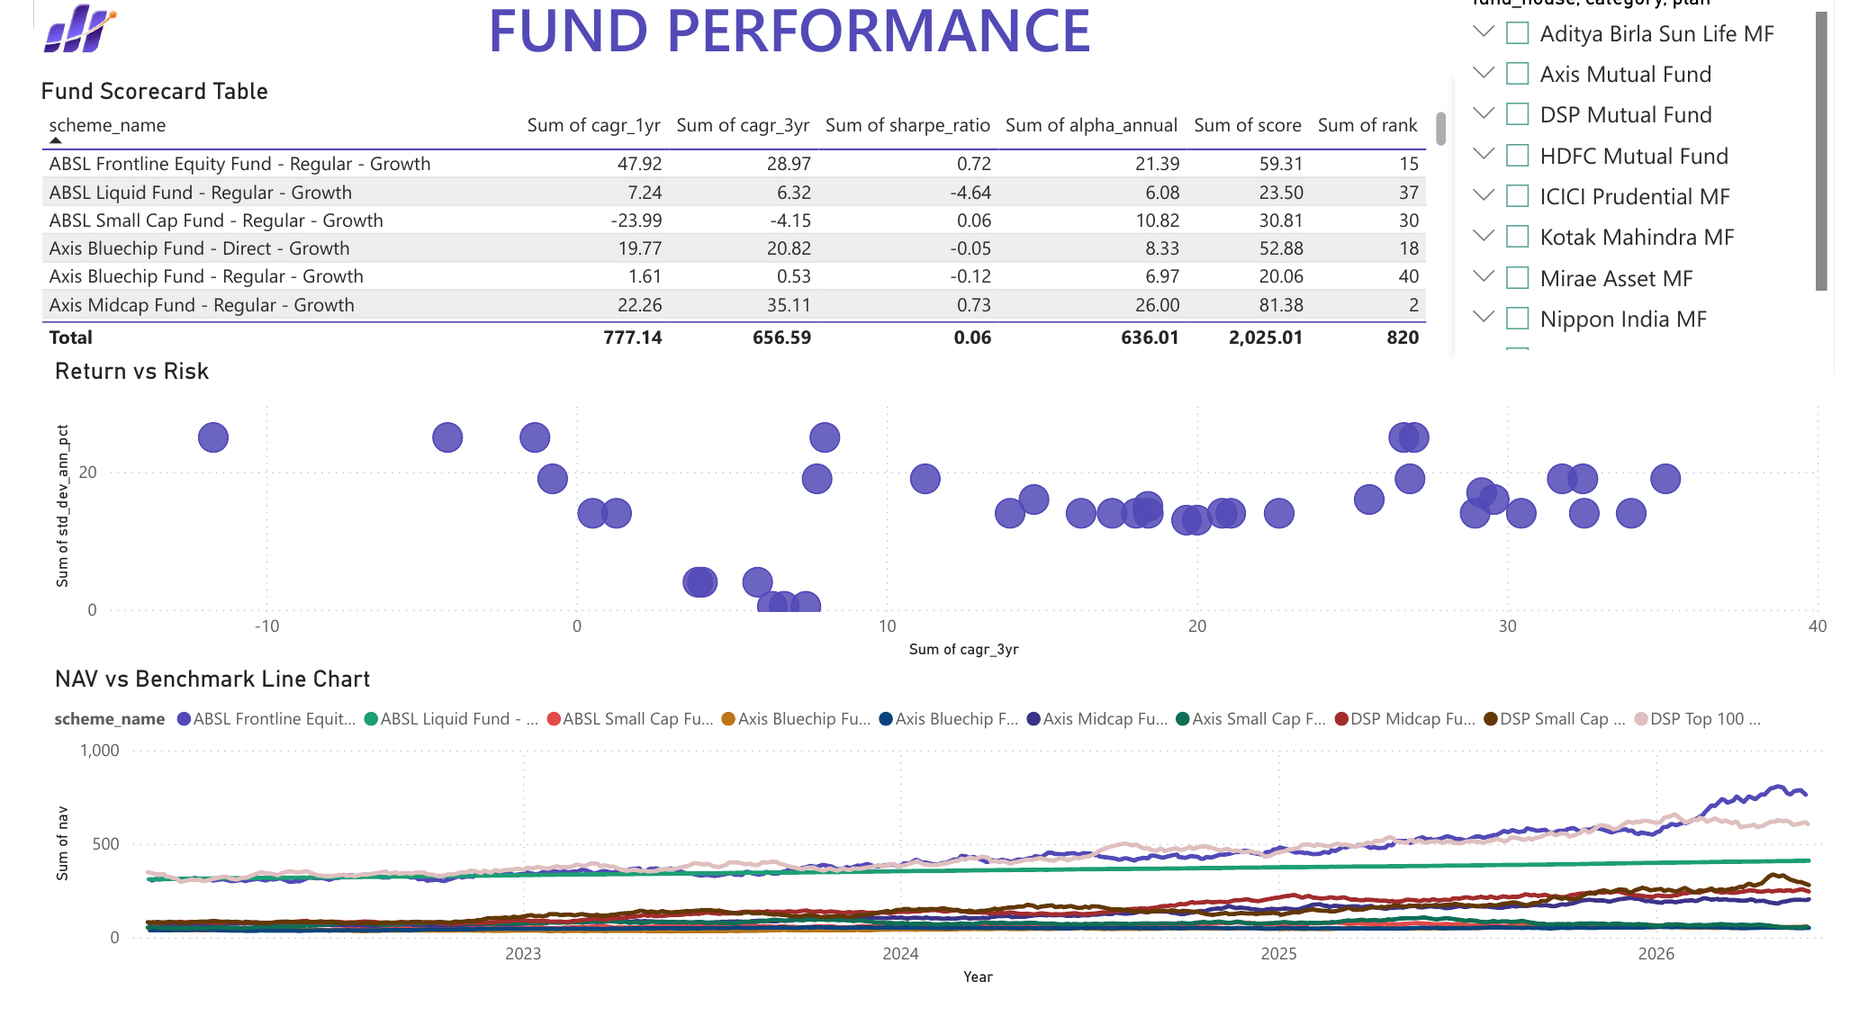 FUND PERFORMANCE
fund_house, category, plan
Aditya Birla Sun Life MF
Axis Mutual Fund
DSP Mutual Fund
HDFC Mutual Fund
ICICI Prudential MF
Kotak Mahindra MF
Mirae Asset MF
Nippon India MF
Fund Scorecard Table
scheme_name Sum of cagr_1yr Sum of cagr_3yr Sum of sharpe_ratio Sum of alpha_annual Sum of score Sum of rank
ABSL Frontline Equity Fund - Regular - Growth 47.92 28.97 0.72 21.39 59.31 15
ABSL Liquid Fund - Regular - Growth 7.24 6.32 -4.64 6.08 23.50 37
ABSL Small Cap Fund - Regular - Growth -23.99 -4.15 0.06 10.82 30.81 30
Axis Bluechip Fund - Direct - Growth 19.77 20.82 -0.05 8.33 52.88 18
Axis Bluechip Fund - Regular - Growth 1.61 0.53 -0.12 6.97 20.06 40
Axis Midcap Fund - Regular - Growth 22.26 35.11 0.73 26.00 81.38 2
Total 777.14 656.59 0.06 636.01 2,025.01 820
Return vs Risk
Sum of std_dev_ann_pct
20
0
-10 0 10 20 30 40
Sum of cagr_3yr
NAV vs Benchmark Line Chart
scheme_name ABSL Frontline Equit... ABSL Liquid Fund - ... ABSL Small Cap Fu... Axis Bluechip Fu... Axis Bluechip F... Axis Midcap Fu... Axis Small Cap F... DSP Midcap Fu... DSP Small Cap ... DSP Top 100 ...
Sum of nav
1,000
500
0
2023 2024 2025 2026
Year